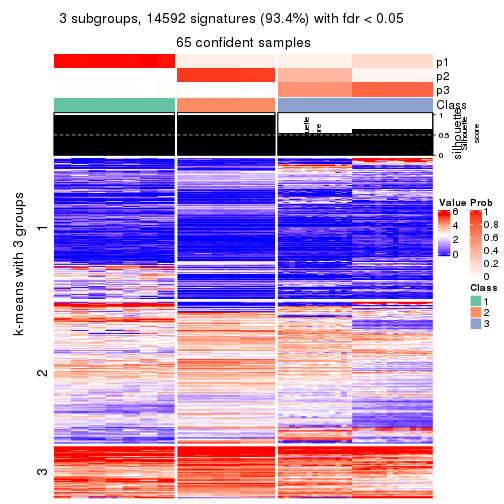 3 subgroups, 14592 signatures (93.4%) with fdr < 0.05
65 confident samples
p1
p2
p3
Class
1
0.5
0
silhouette
Silhouette
score
k-means with 3 groups
1
2
3
Value
6
4
2
0
Prob
1
0.8
0.6
0.4
0.2
0
Class
1
2
3